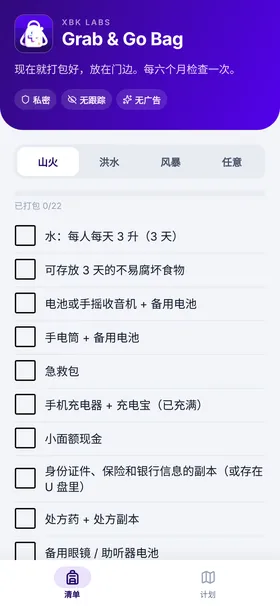 XBK LABS
Grab & Go Bag
现在就打包好，放在门边。每六个月检查一次。
私密
无跟踪
无广告
山火
洪水
风暴
任意
已打包 0/22
水：每人每天 3 升（3 天）
可存放 3 天的不易腐坏食物
电池或手摇收音机 + 备用电池
手电筒 + 备用电池
急救包
手机充电器 + 充电宝（已充满）
小面额现金
身份证件、保险和银行信息的副本（或存在
U 盘里）
处方药 + 处方副本
备用眼镜 / 助听器电池
清单
计划